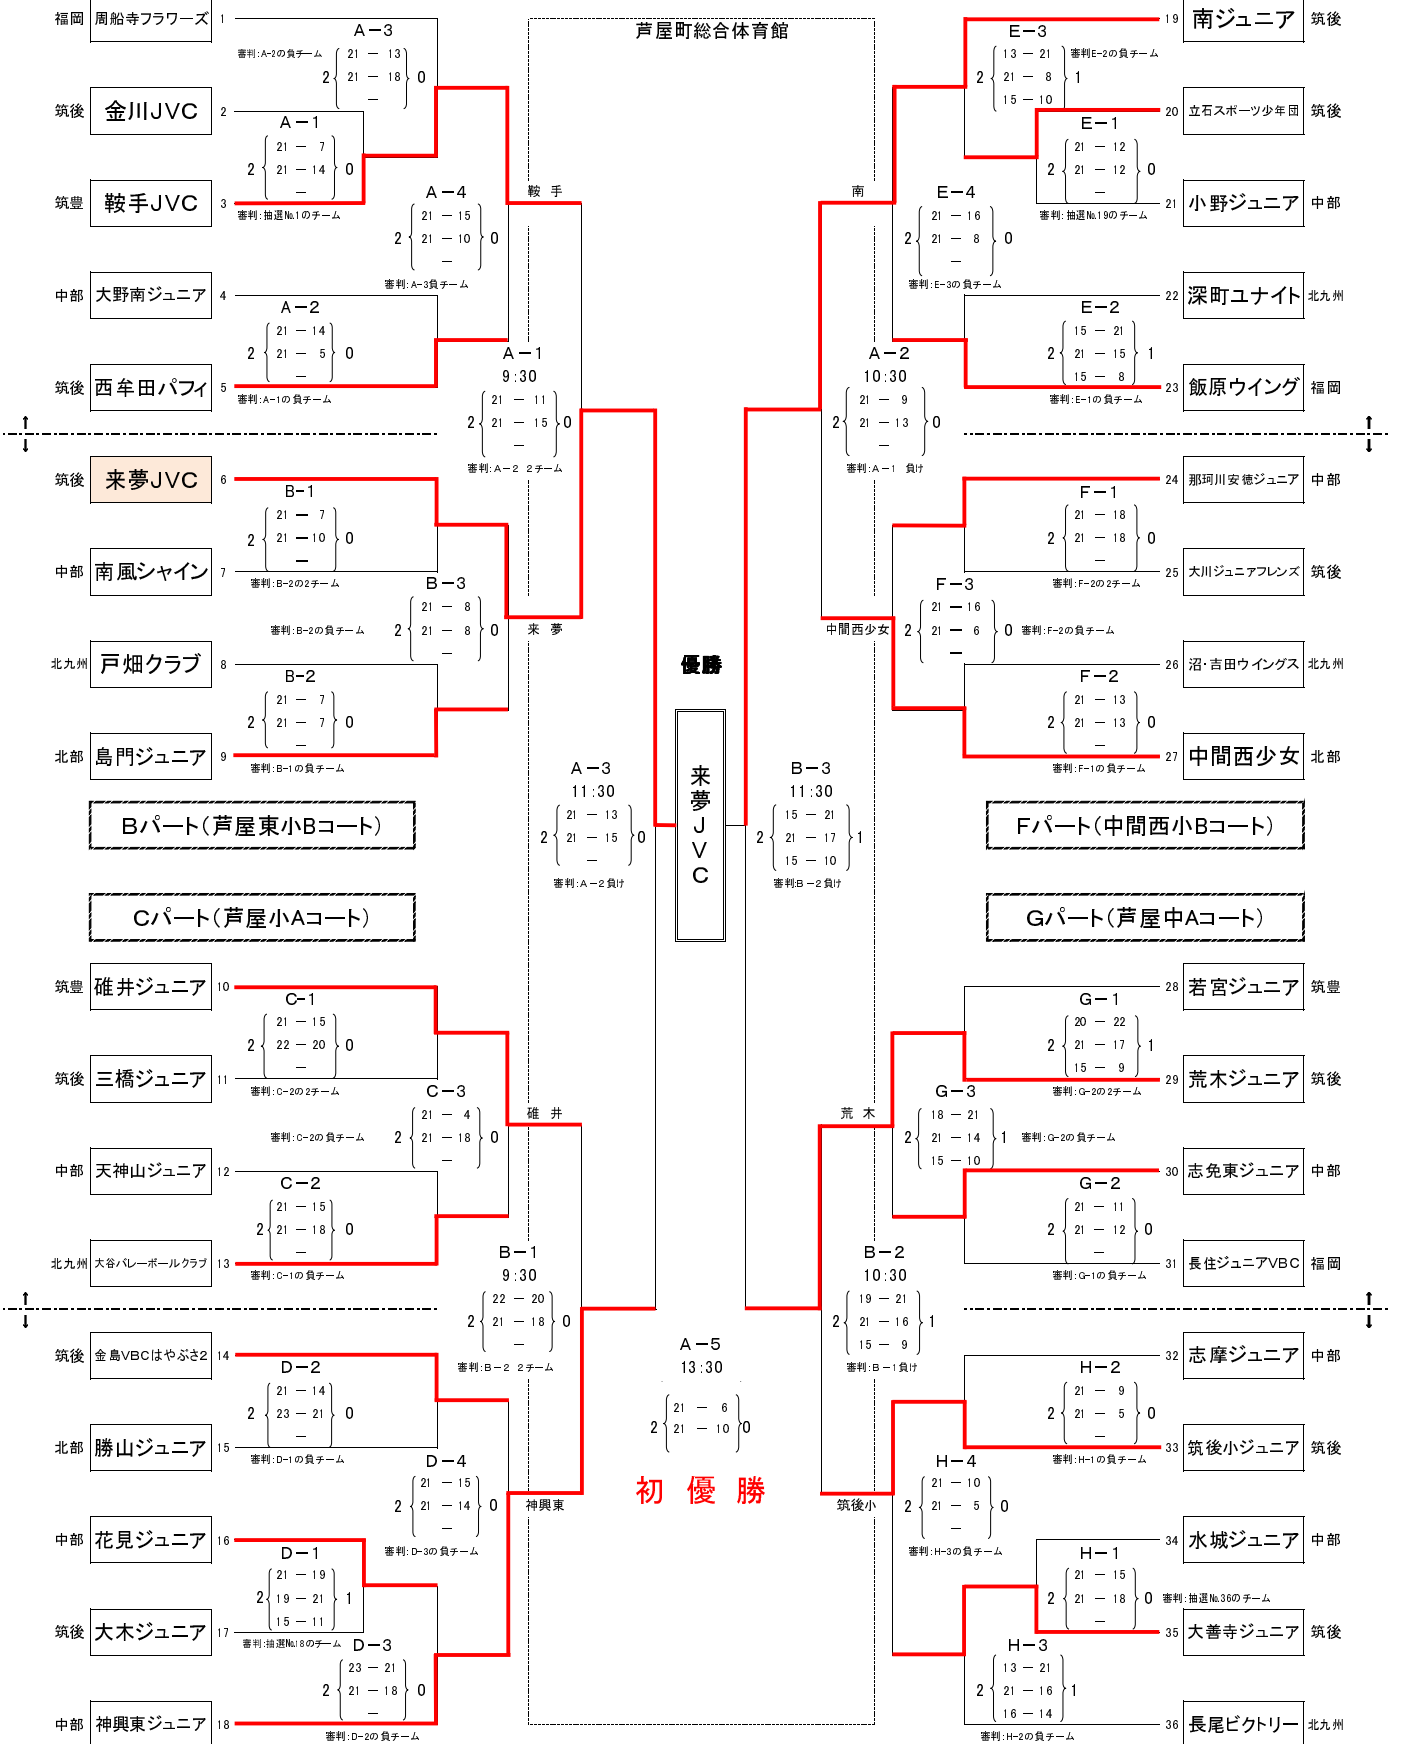 芦屋町総合体育館
福岡 周船寺フラワーズ 1
A-3
審判:A-2の負チーム
2 21 - 13 0
21 - 18
-
筑後 金川JVC 2
A-1
2 21 - 7 0
21 - 14
-
筑豊 鞍手JVC 3
審判:抽選No.1のチーム
鞍 手
A-4
2 21 - 15 0
21 - 10
-
審判:A-3負チーム
中部 大野南ジュニア 4
A-2
2 21 - 14 0
21 - 5
-
筑後 西牟田パフィ 5
審判:A-1の負チーム
A-1
9:30
2 21 - 11 0
21 - 15
-
審判:A-2 2チーム
筑後 来夢JVC 6
B-1
2 21 - 7 0
21 - 10
-
中部 南風シャイン 7
審判:B-2の2チーム
B-3
審判:B-2の負チーム
2 21 - 8 0
21 - 8
-
来 夢
北九州 戸畑クラブ 8
B-2
2 21 - 7 0
21 - 7
-
北部 島門ジュニア 9
審判:B-1の負チーム
Bパート(芦屋東小Bコート)
A-3
11:30
2 21 - 13 0
21 - 15
-
審判:A-2負け
Cパート(芦屋小Aコート)
筑豊 碓井ジュニア 10
C-1
2 21 - 15 0
22 - 20
-
筑後 三橋ジュニア 11
審判:C-2の2チーム
C-3
審判:C-2の負チーム
2 21 - 4 0
21 - 18
-
碓 井
中部 天神山ジュニア 12
C-2
2 21 - 15 0
21 - 18
-
北九州 大谷バレーボールクラブ 13
審判:C-1の負チーム
B-1
9:30
2 22 - 20 0
21 - 18
-
審判:B-2 2チーム
筑後 金島VBCはやぶさ2 14
D-2
2 21 - 14 0
23 - 21
-
北部 勝山ジュニア 15
審判:D-1の負チーム
D-4
2 21 - 15 0
21 - 14
-
審判:D-3の負チーム
神興東
中部 花見ジュニア 16
D-1
2 21 - 19 1
19 - 21
15 - 11
筑後 大木ジュニア 17
審判:抽選No.18のチーム
D-3
2 23 - 21 0
21 - 18
-
中部 神興東ジュニア 18
審判:D-2の負チーム
優勝
来夢JVC
A-5
13:30
2 21 - 6 0
21 - 10
初 優 勝
19 南ジュニア 筑後
E-3
審判E-2の負チーム
2 13 - 21 1
21 - 8
15 - 10
20 立石スポーツ少年団 筑後
E-1
2 21 - 12 0
21 - 12
-
21 小野ジュニア 中部
審判:抽選No.19のチーム
南
E-4
2 21 - 16 0
21 - 8
-
審判:E-3の負チーム
22 深町ユナイト 北九州
E-2
2 15 - 21 1
21 - 15
15 - 8
23 飯原ウイング 福岡
審判:E-1の負チーム
A-2
10:30
2 21 - 9 0
21 - 13
-
審判:A-1 負け
24 那珂川安徳ジュニア 中部
F-1
2 21 - 18 0
21 - 18
-
25 大川ジュニアフレンズ 筑後
審判:F-2の2チーム
F-3
2 21 - 16 0
21 - 6
-
審判:F-2の負チーム
中間西少女
26 沼・吉田ウイングス 北九州
F-2
2 21 - 13 0
21 - 13
-
27 中間西少女 北部
審判:F-1の負チーム
B-3
11:30
2 15 - 21 1
21 - 17
15 - 10
審判:B-2負け
Fパート(中間西小Bコート)
Gパート(芦屋中Aコート)
28 若宮ジュニア 筑豊
G-1
2 20 - 22 1
21 - 17
15 - 9
29 荒木ジュニア 筑後
審判:G-2の2チーム
G-3
荒 木
2 18 - 21 1
21 - 14
15 - 10
審判:G-2の負チーム
30 志免東ジュニア 中部
G-2
2 21 - 11 0
21 - 12
-
31 長住ジュニアVBC 福岡
審判:G-1の負チーム
B-2
10:30
2 19 - 21 1
21 - 16
15 - 9
審判:B-1負け
32 志摩ジュニア 中部
H-2
2 21 - 9 0
21 - 5
-
33 筑後小ジュニア 筑後
審判:H-1の負チーム
H-4
2 21 - 10 0
21 - 5
-
審判:H-3の負チーム
筑後小
34 水城ジュニア 中部
H-1
2 21 - 15 0
21 - 18
-
審判:抽選No.36のチーム
35 大善寺ジュニア 筑後
H-3
2 13 - 21 1
21 - 16
16 - 14
36 長尾ビクトリー 北九州
審判:H-2の負チーム